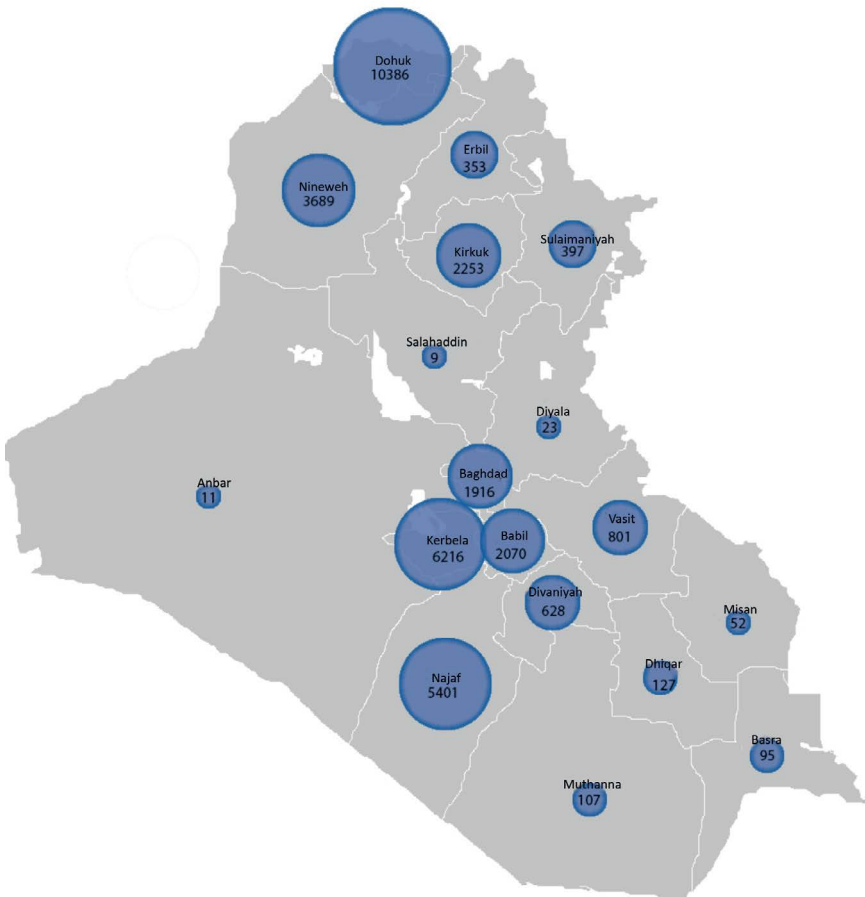 Dohuk
10386
Erbil
353
Nineweh
3689
Sulaimaniyah
397
Kirkuk
2253
Salahaddin
9
Diyala
23
Baghdad
1916
Anbar
11
Vasit
801
Kerbela
6216
Babil
2070
Divaniyah
628
Misan
52
Dhiqar
127
Najaf
5401
Basra
95
Muthanna
107